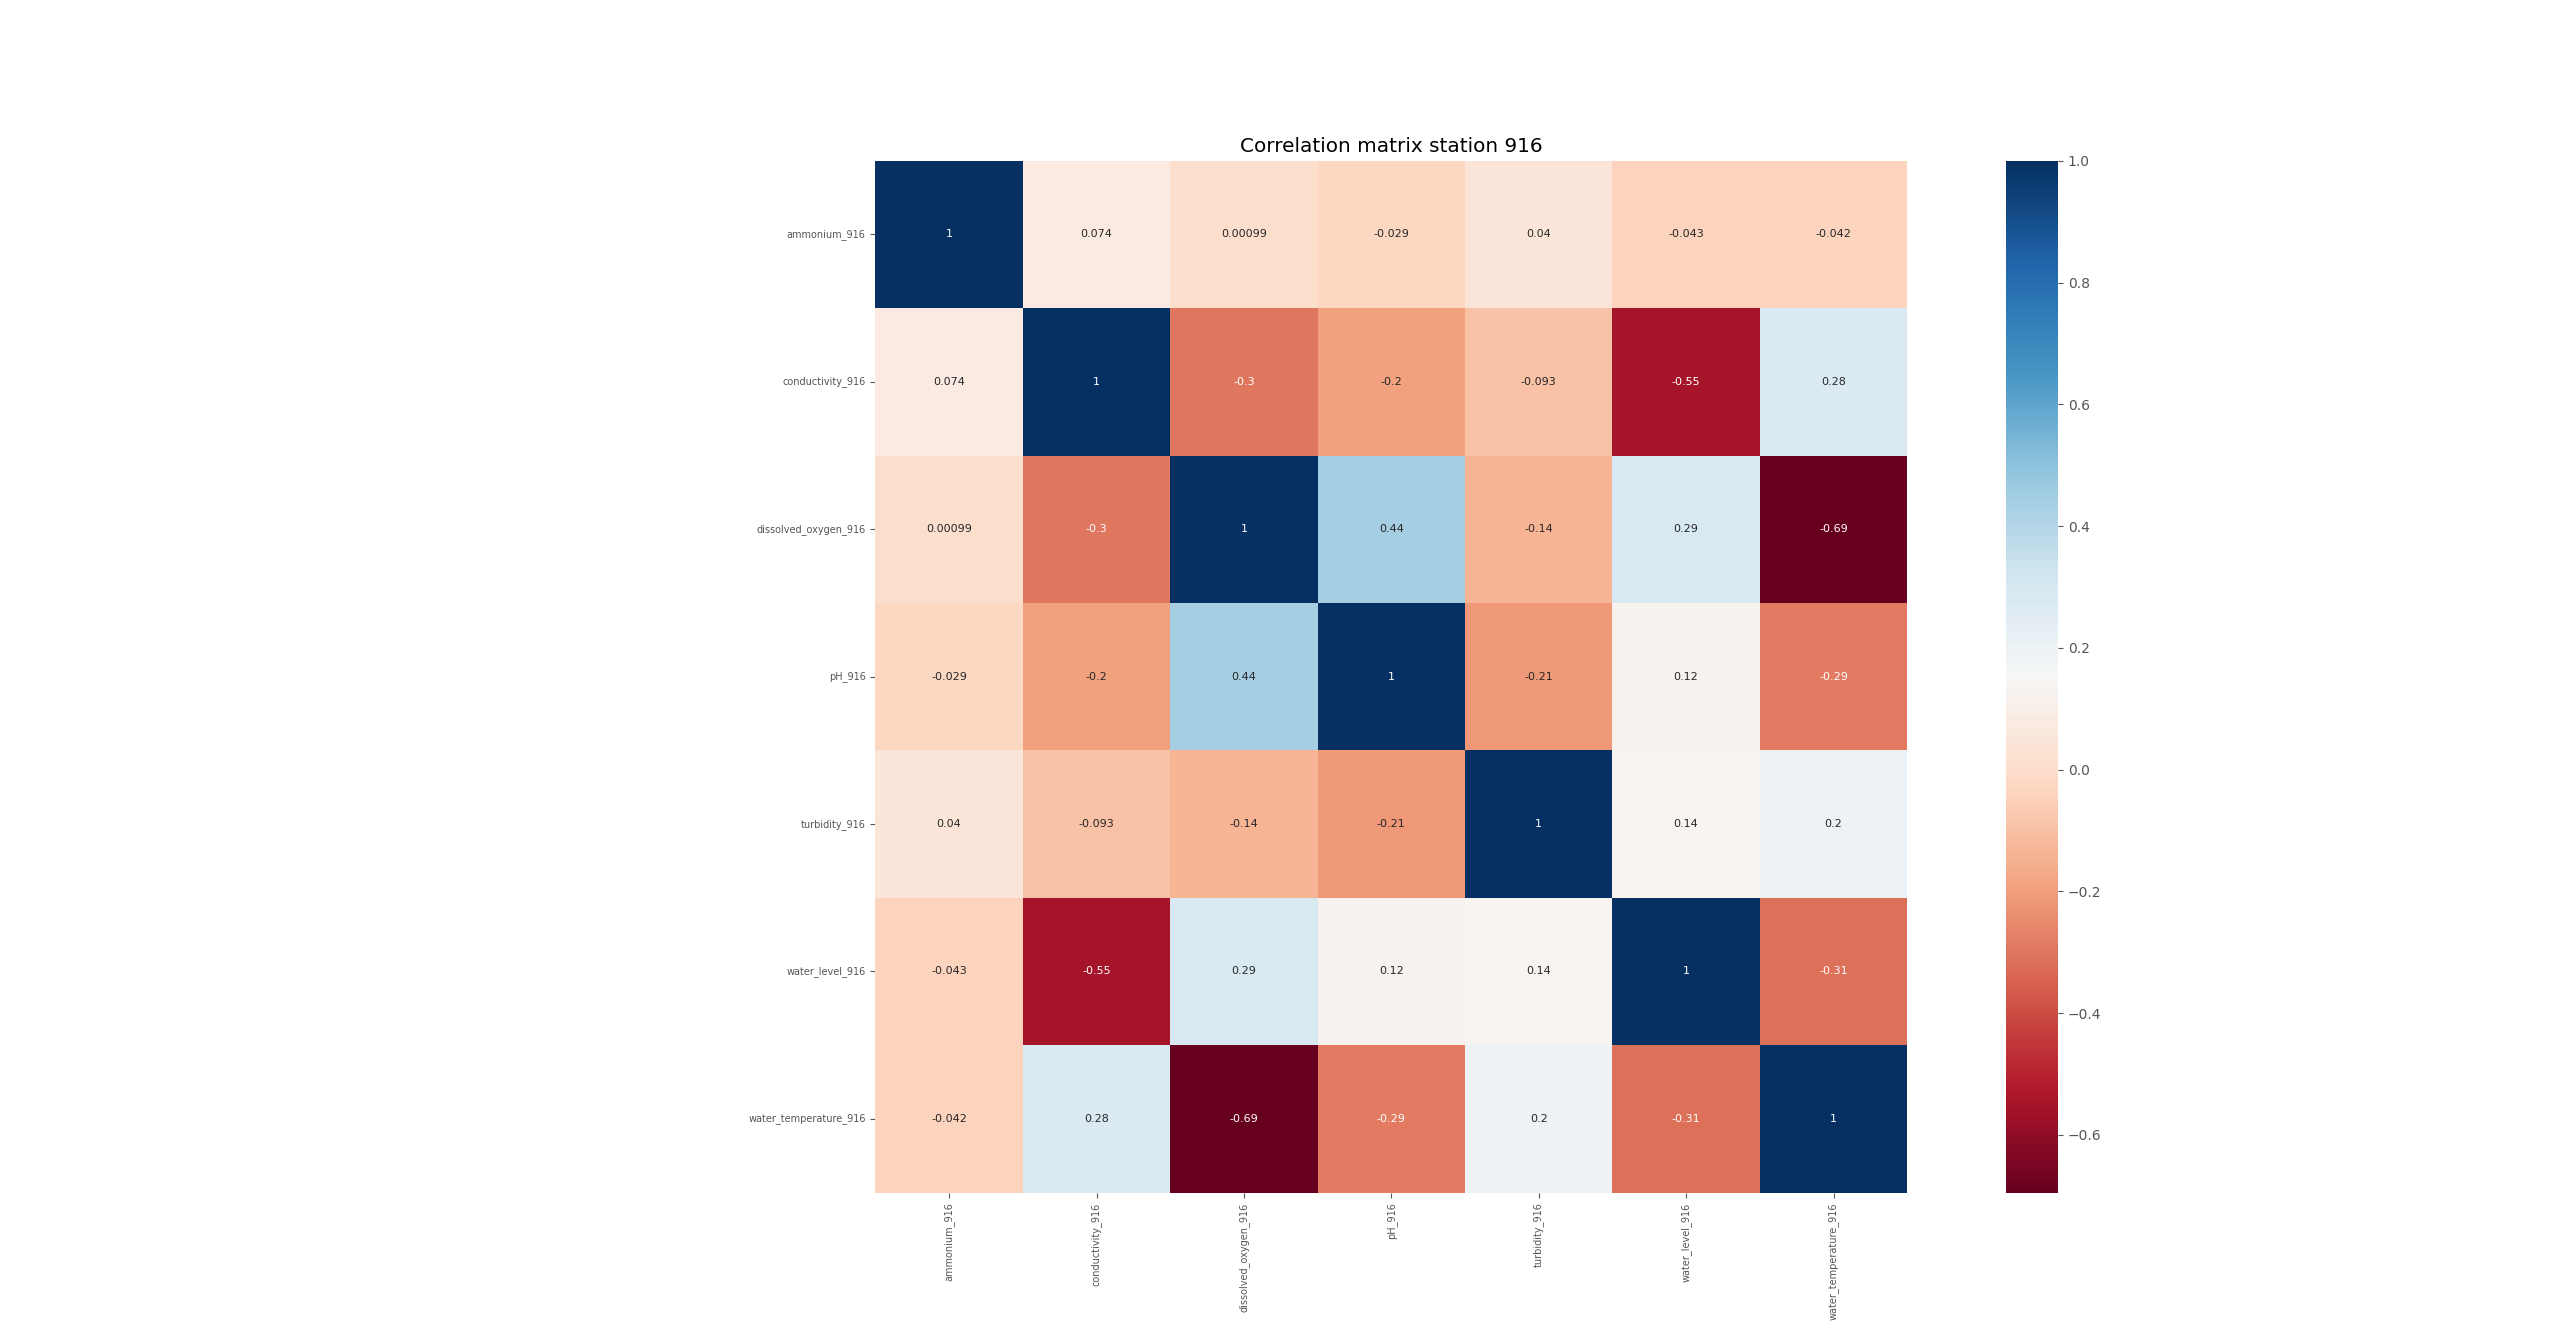 Correlation matrix station 916
ammonium_916 1 0.074 0.00099 -0.029 0.04 -0.043 -0.042
conductivity_916 0.074 1 -0.3 -0.2 -0.093 -0.55 0.28
dissolved_oxygen_916 0.00099 -0.3 1 0.44 -0.14 0.29 -0.69
pH_916 -0.029 -0.2 0.44 1 -0.21 0.12 -0.29
turbidity_916 0.04 -0.093 -0.14 -0.21 1 0.14 0.2
water_level_916 -0.043 -0.55 0.29 0.12 0.14 1 -0.31
water_temperature_916 -0.042 0.28 -0.69 -0.29 0.2 -0.31 1
ammonium_916
conductivity_916
dissolved_oxygen_916
pH_916
turbidity_916
water_level_916
water_temperature_916
1.0
0.8
0.6
0.4
0.2
0.0
−0.2
−0.4
−0.6